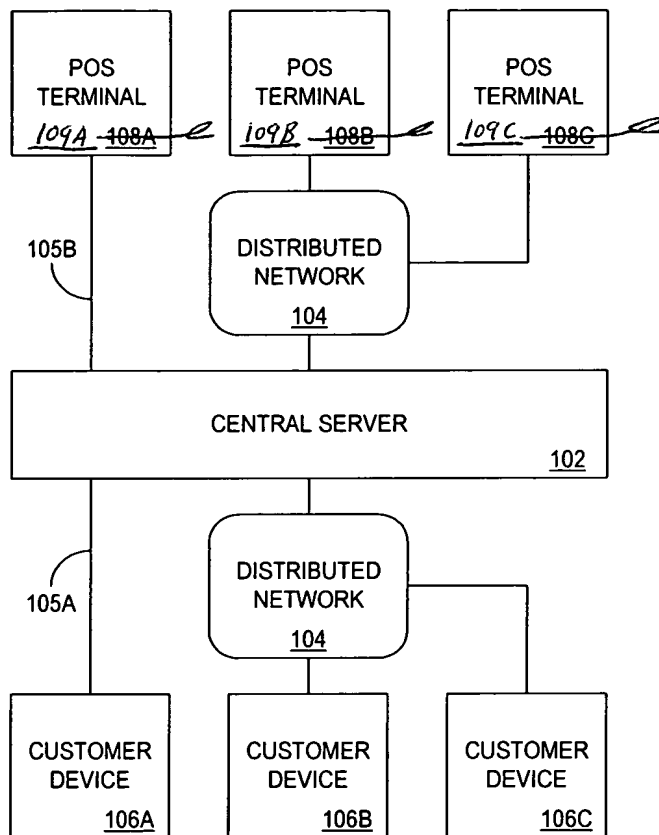 POS
TERMINAL
109A 108A
POS
TERMINAL
109B 108B
POS
TERMINAL
109C 108C
105B
DISTRIBUTED
NETWORK
104
CENTRAL SERVER
102
105A
DISTRIBUTED
NETWORK
104
CUSTOMER
DEVICE
106A
CUSTOMER
DEVICE
106B
CUSTOMER
DEVICE
106C